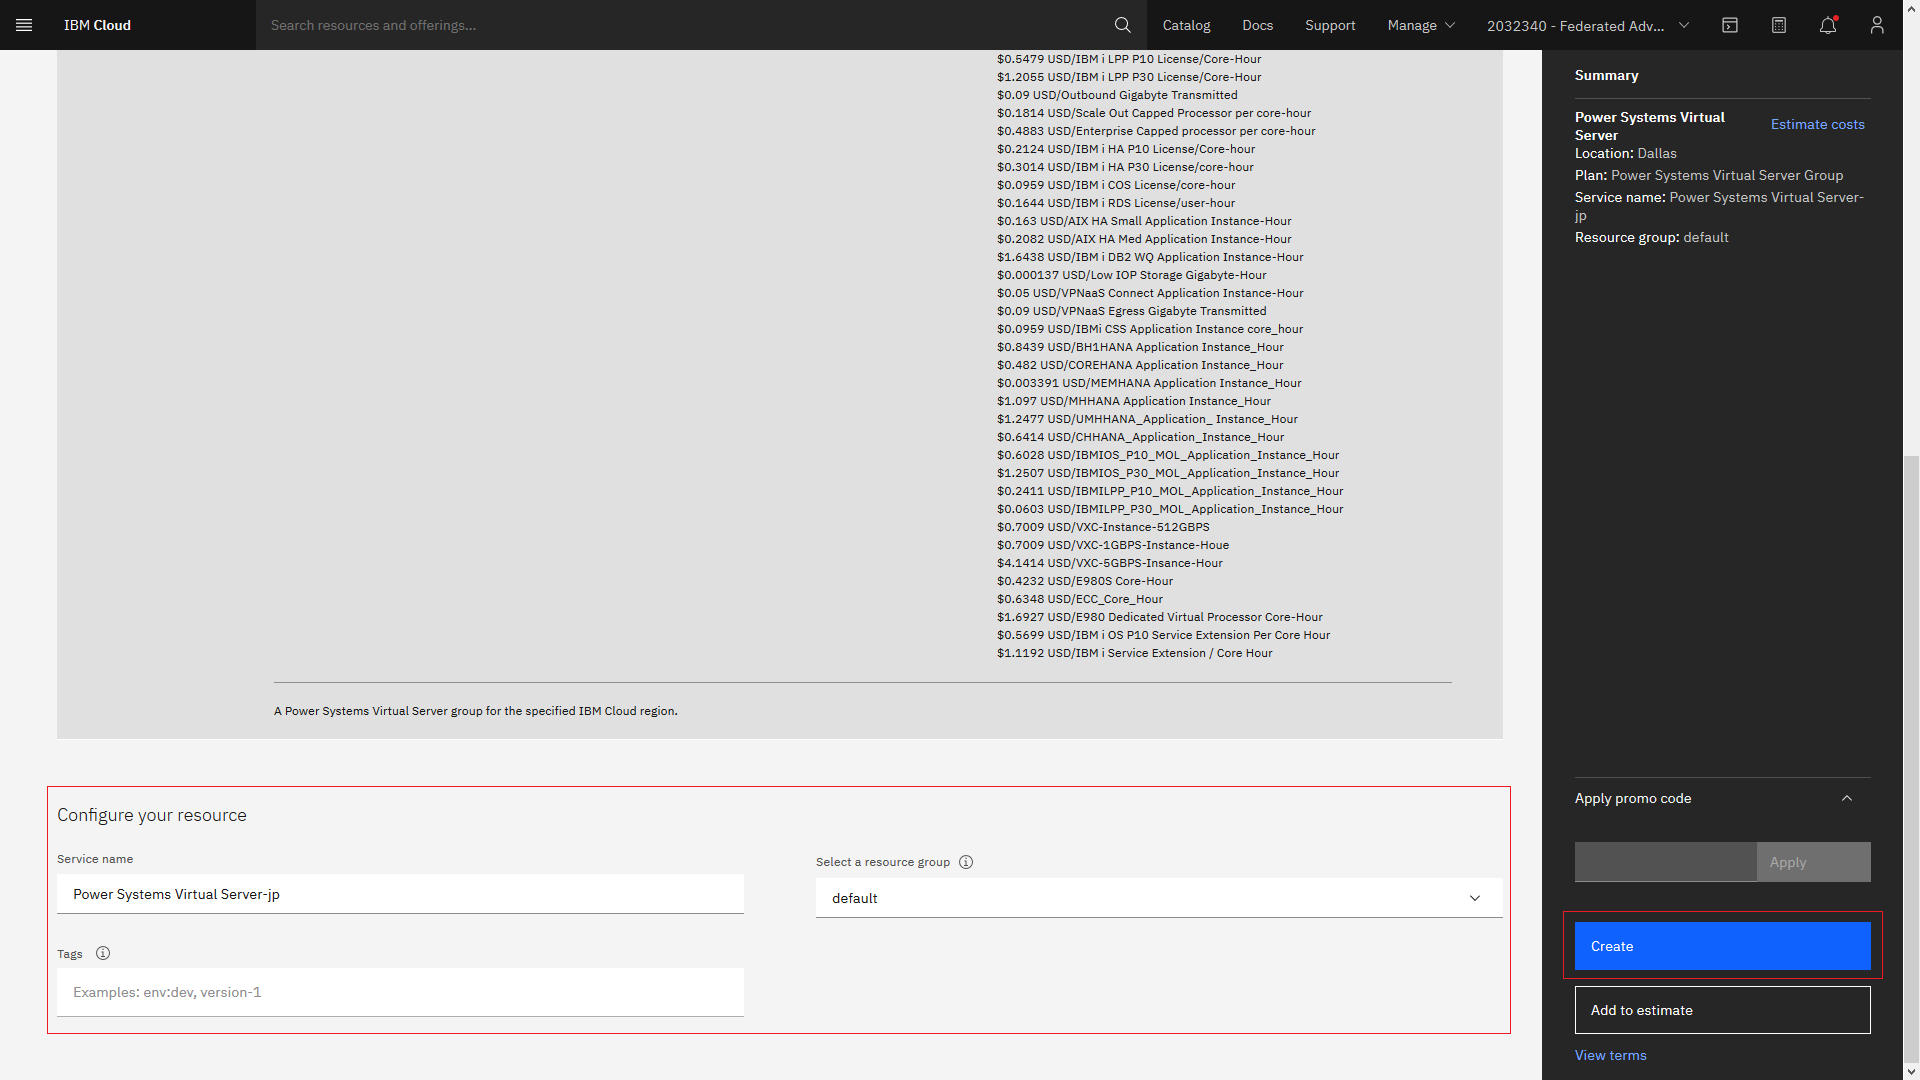 IBM Cloud
Search resources and offerings...
Catalog
Docs
Support
Manage
2032340 - Federated Adv...
$0.5479 USD/IBM i LPP P10 License/Core-Hour
$1.2055 USD/IBM i LPP P30 License/Core-Hour
$0.09 USD/Outbound Gigabyte Transmitted
$0.1814 USD/Scale Out Capped Processor per core-hour
$0.4883 USD/Enterprise Capped processor per core-hour
$0.2124 USD/IBM i HA P10 License/Core-hour
$0.3014 USD/IBM i HA P30 License/core-hour
$0.0959 USD/IBM i COS License/core-hour
$0.1644 USD/IBM i RDS License/user-hour
$0.163 USD/AIX HA Small Application Instance-Hour
$0.2082 USD/AIX HA Med Application Instance-Hour
$1.6438 USD/IBM i DB2 WQ Application Instance-Hour
$0.000137 USD/Low IOP Storage Gigabyte-Hour
$0.05 USD/VPNaaS Connect Application Instance-Hour
$0.09 USD/VPNaaS Egress Gigabyte Transmitted
$0.0959 USD/IBMi CSS Application Instance core_hour
$0.8439 USD/BH1HANA Application Instance_Hour
$0.482 USD/COREHANA Application Instance_Hour
$0.003391 USD/MEMHANA Application Instance_Hour
$1.097 USD/MHHANA Application Instance_Hour
$1.2477 USD/UMHHANA_Application_ Instance_Hour
$0.6414 USD/CHHANA_Application_Instance_Hour
$0.6028 USD/IBMIOS_P10_MOL_Application_Instance_Hour
$1.2507 USD/IBMIOS_P30_MOL_Application_Instance_Hour
$0.2411 USD/IBMILPP_P10_MOL_Application_Instance_Hour
$0.0603 USD/IBMILPP_P30_MOL_Application_Instance_Hour
$0.7009 USD/VXC-Instance-512GBPS
$0.7009 USD/VXC-1GBPS-Instance-Houe
$4.1414 USD/VXC-5GBPS-Insance-Hour
$0.4232 USD/E980S Core-Hour
$0.6348 USD/ECC_Core_Hour
$1.6927 USD/E980 Dedicated Virtual Processor Core-Hour
$0.5699 USD/IBM i OS P10 Service Extension Per Core Hour
$1.1192 USD/IBM i Service Extension / Core Hour
A Power Systems Virtual Server group for the specified IBM Cloud region.
Configure your resource
Service name
Power Systems Virtual Server-jp
Select a resource group
default
Tags
Examples: env:dev, version-1
Summary
Power Systems Virtual
Server
Estimate costs
Location: Dallas
Plan: Power Systems Virtual Server Group
Service name: Power Systems Virtual Server-
jp
Resource group: default
Apply promo code
Apply
Create
Add to estimate
View terms